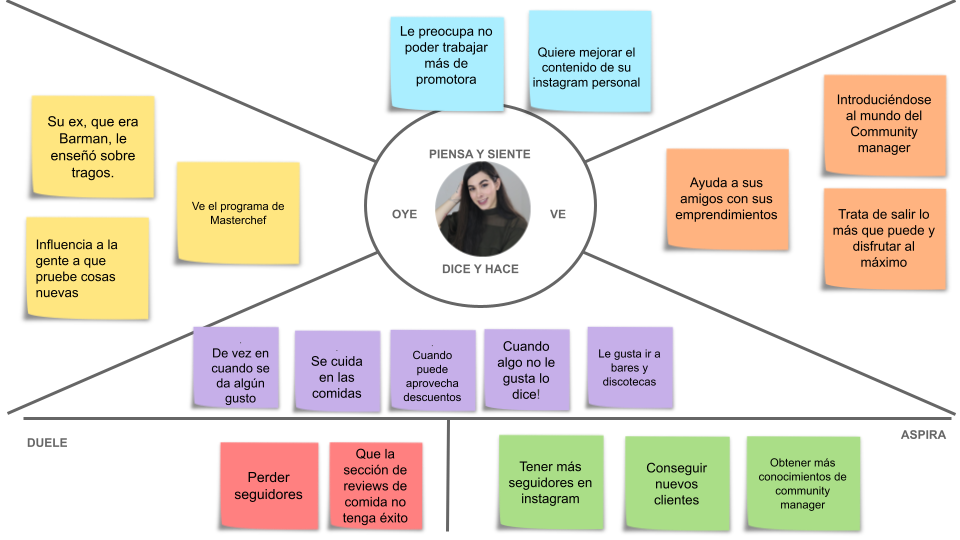 Le preocupa no
poder trabajar
más de
promotora
Quiere mejorar el
contenido de su
instagram personal
Su ex, que era
Barman, le
enseñó sobre
tragos.
Ve el programa de
Masterchef
Influencia a la
gente a que
pruebe cosas
nuevas
PIENSA Y SIENTE
OYE
VE
DICE Y HACE
Introduciéndose
al mundo del
Community
manager
Ayuda a sus
amigos con sus
emprendimientos
Trata de salir lo
más que puede y
disfrutar al
máximo
De vez en
cuando se
da algún
gusto
Se cuida
en las
comidas
Cuando
puede
aprovecha
descuentos
Cuando
algo no le
gusta lo
dice!
Le gusta ir a
bares y
discotecas
DUELE
Perder
seguidores
Que la
sección de
reviews de
comida no
tenga éxito
ASPIRA
Tener más
seguidores en
instagram
Conseguir
nuevos
clientes
Obtener más
conocimientos de
community
manager